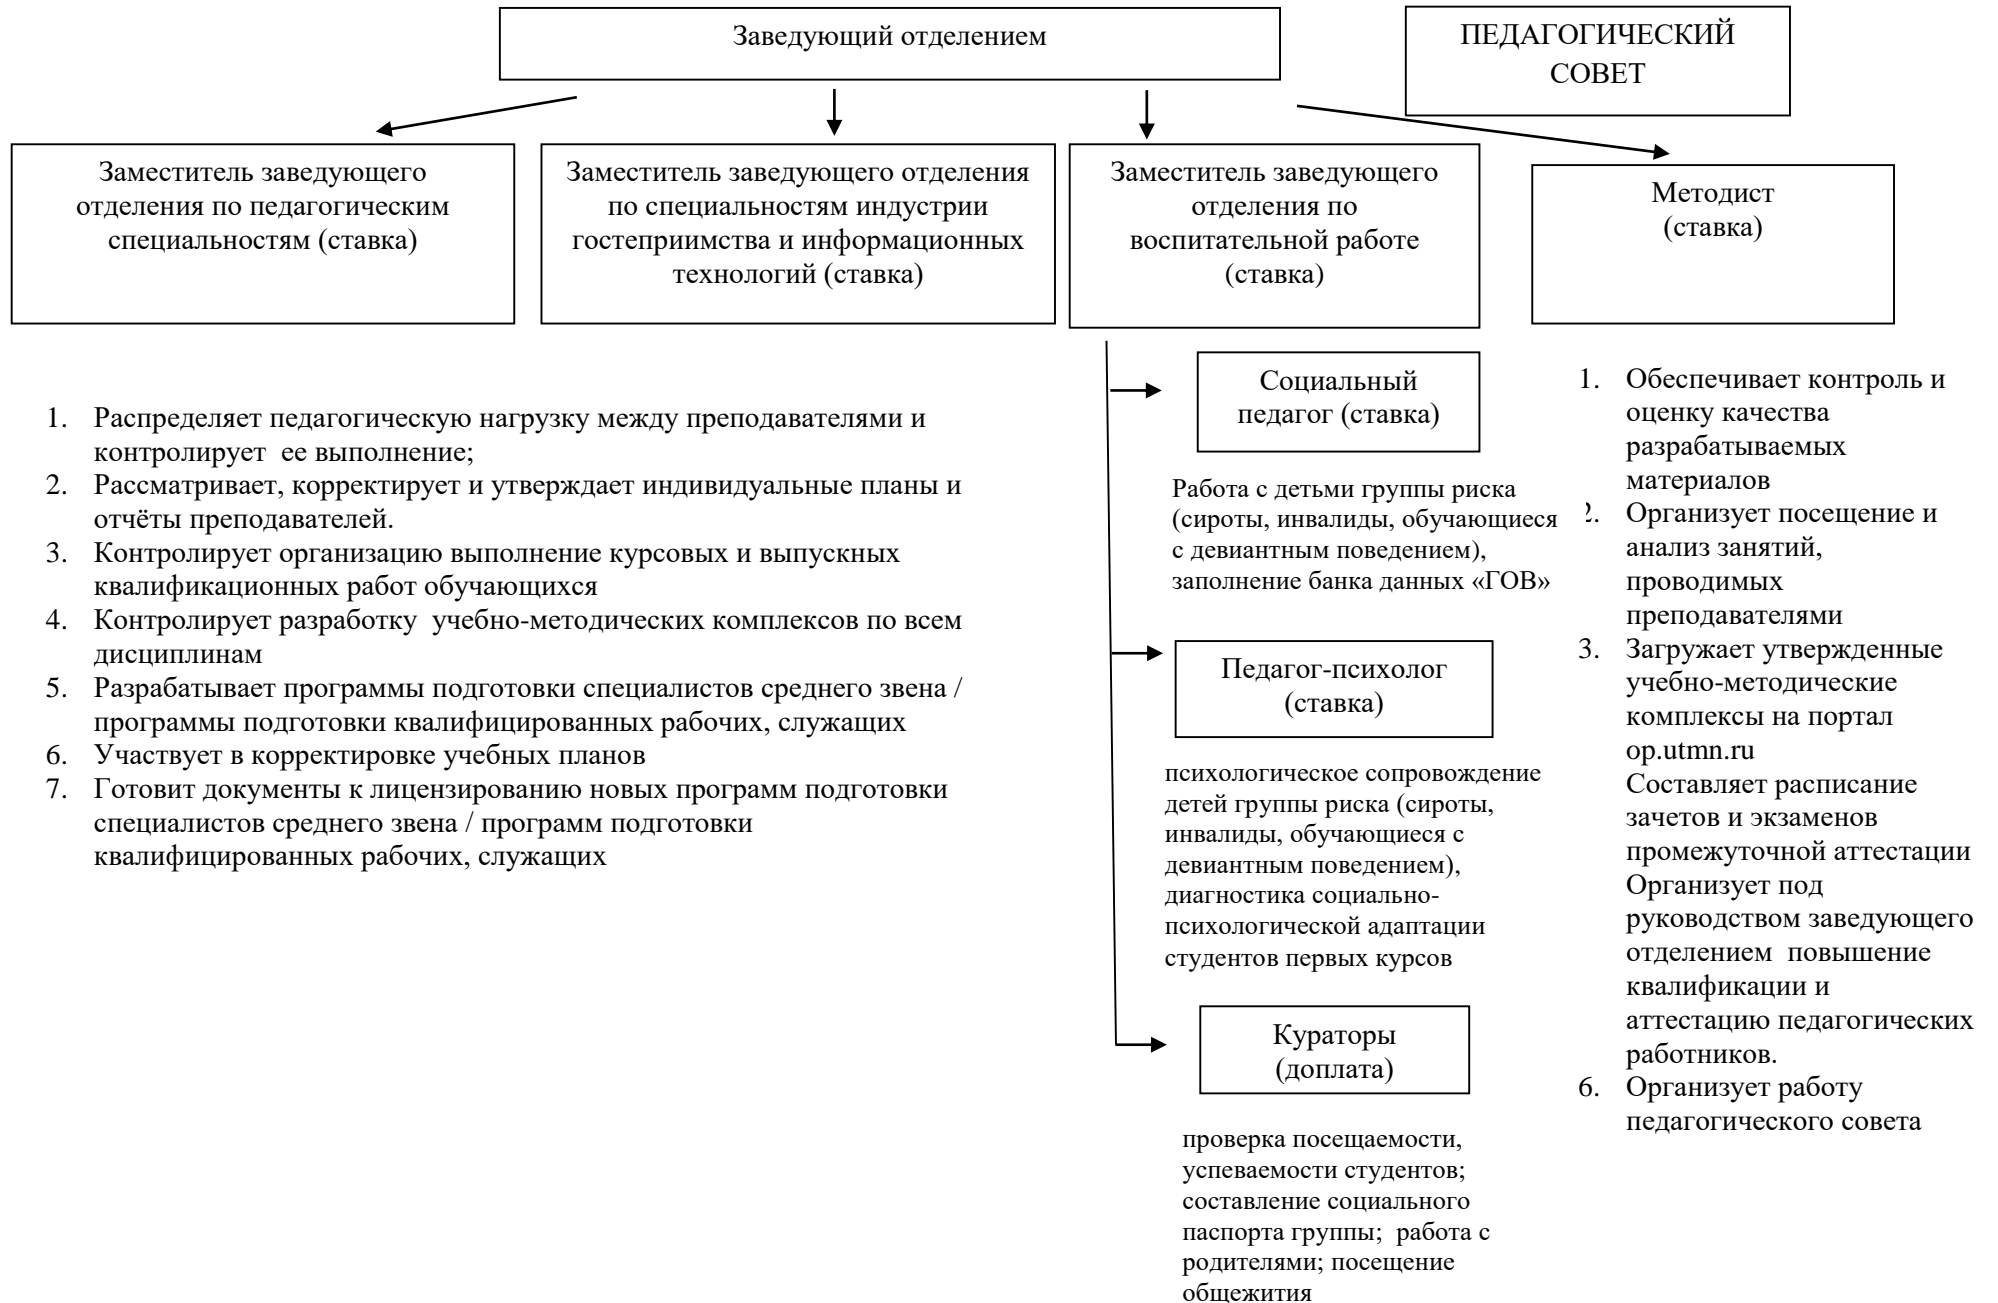 Заведующий отделением
ПЕДАГОГИЧЕСКИЙ
СОВЕТ
Заместитель заведующего
отделения по педагогическим
специальностям (ставка)
Заместитель заведующего отделения
по специальностям индустрии
гостеприимства и информационных
технологий (ставка)
Заместитель заведующего
отделения по
воспитательной работе
(ставка)
Методист
(ставка)
1. Распределяет педагогическую нагрузку между преподавателями и
контролирует  ее выполнение;
2. Рассматривает, корректирует и утверждает индивидуальные планы и
отчёты преподавателей.
3. Контролирует организацию выполнение курсовых и выпускных
квалификационных работ обучающихся
4. Контролирует разработку  учебно-методических комплексов по всем
дисциплинам
5. Разрабатывает программы подготовки специалистов среднего звена /
программы подготовки квалифицированных рабочих, служащих
6. Участвует в корректировке учебных планов
7. Готовит документы к лицензированию новых программ подготовки
специалистов среднего звена / программ подготовки
квалифицированных рабочих, служащих
Социальный
педагог (ставка)
Работа с детьми группы риска
(сироты, инвалиды, обучающиеся
с девиантным поведением),
заполнение банка данных «ГОВ»
Педагог-психолог
(ставка)
психологическое сопровождение
детей группы риска (сироты,
инвалиды, обучающиеся с
девиантным поведением),
диагностика социально-
психологической адаптации
студентов первых курсов
Кураторы
(доплата)
проверка посещаемости,
успеваемости студентов;
составление социального
паспорта группы;  работа с
родителями; посещение
общежития
1. Обеспечивает контроль и
оценку качества
разрабатываемых
материалов
2. Организует посещение и
анализ занятий,
проводимых
преподавателями
3. Загружает утвержденные
учебно-методические
комплексы на портал
op.utmn.ru
Составляет расписание
зачетов и экзаменов
промежуточной аттестации
Организует под
руководством заведующего
отделением  повышение
квалификации и
аттестацию педагогических
работников.
6. Организует работу
педагогического совета